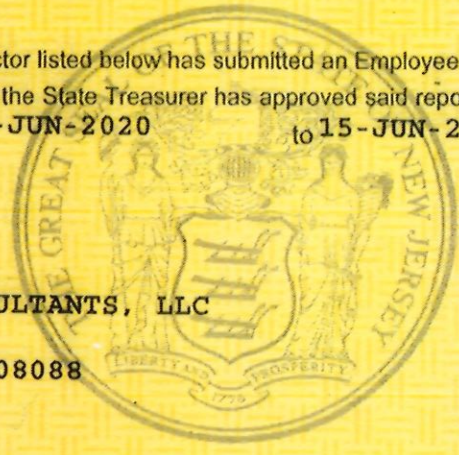 ctor listed below has submitted an Employee
the State Treasurer has approved said repo
-JUN-2020 to 15-JUN-2
ULTANTS, LLC
08088
THE GREAT SEAL OF THE STATE OF NEW JERSEY
LIBERTY AND PROSPERITY
1776